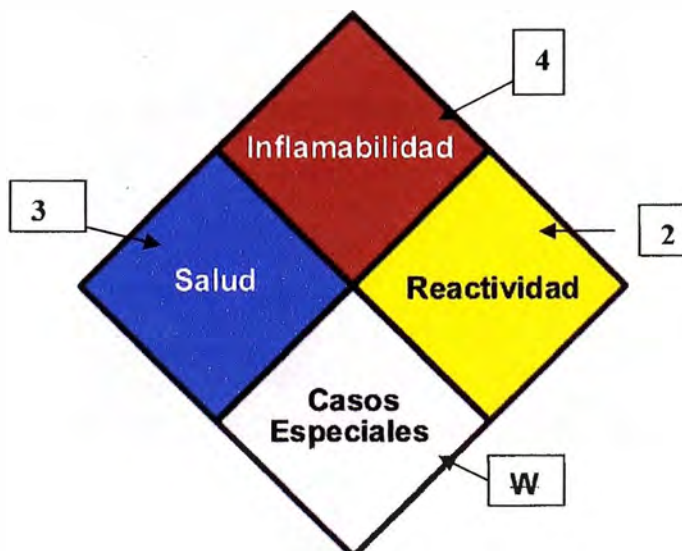 4
Inflamabilidad
3
2
Salud
Reactividad
Casos
Especiales
W